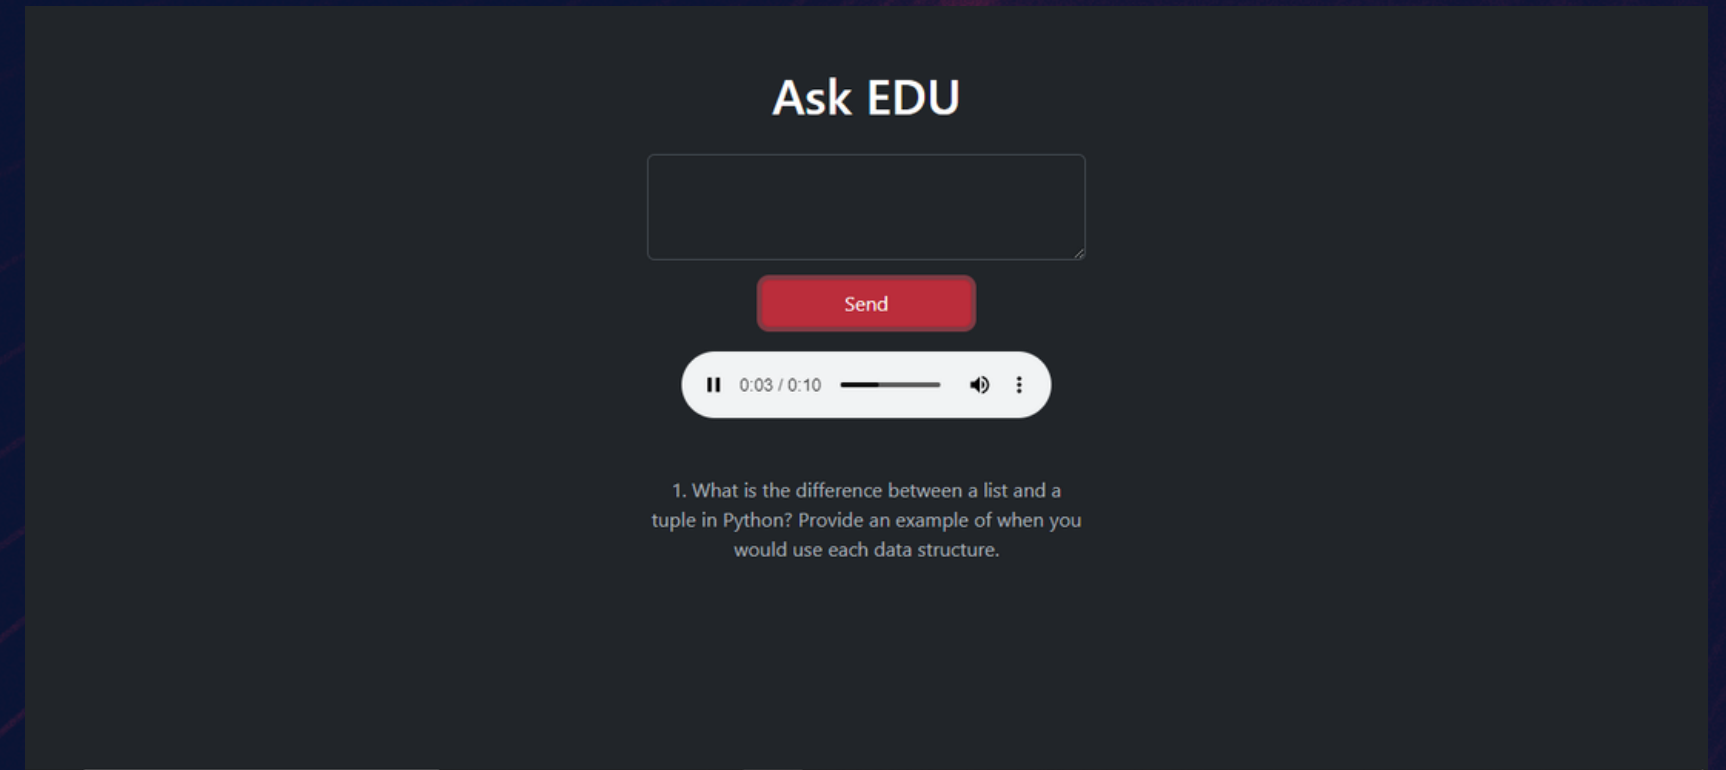 Ask EDU
Send
0:03 / 0:10
1. What is the difference between a list and a
tuple in Python? Provide an example of when you
would use each data structure.